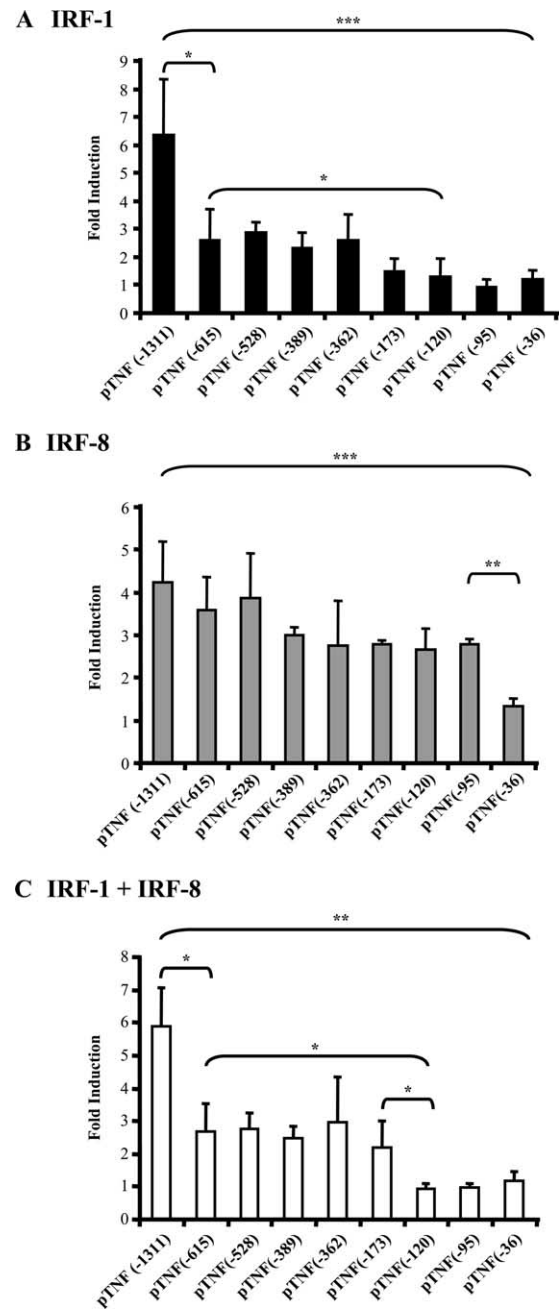 A IRF-1
***
*
*
Fold Induction
9
8
7
6
5
4
3
2
1
0
pTNF (-1311)
pTNF (-615)
pTNF (-528)
pTNF (-389)
pTNF (-362)
pTNF (-173)
pTNF (-120)
pTNF (-95)
pTNF (-36)
B IRF-8
***
**
Fold Induction
6
5
4
3
2
1
0
pTNF (-1311)
pTNF(-615)
pTNF(-528)
pTNF(-389)
pTNF(-362)
pTNF(-173)
pTNF(-120)
pTNF(-95)
pTNF(-36)
C IRF-1 + IRF-8
**
*
*
*
Fold Induction
8
7
6
5
4
3
2
1
0
pTNF (-1311)
pTNF(-615)
pTNF(-528)
pTNF(-389)
pTNF(-362)
pTNF(-173)
pTNF(-120)
pTNF(-95)
pTNF(-36)